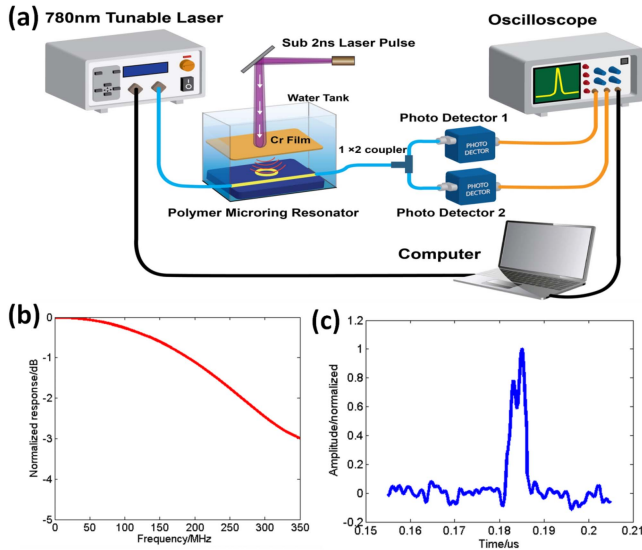 (a)
780nm Tunable Laser
Sub 2ns Laser Pulse
Oscilloscope
Water Tank
Cr Film
Photo Detector 1
1 ×2 coupler
PHOTO
DECTOR
PHOTO
DECTOR
Polymer Microring Resonator
Photo Detector 2
Computer
(b)
Normalized response/dB
0
-1
-2
-3
-4
-5
0 50 100 150 200 250 300 350
Frequency/MHz
(c)
Amplitude/normalized
1.2
1
0.8
0.6
0.4
0.2
0
-0.2
0.15 0.16 0.17 0.18 0.19 0.2 0.21
Time/us